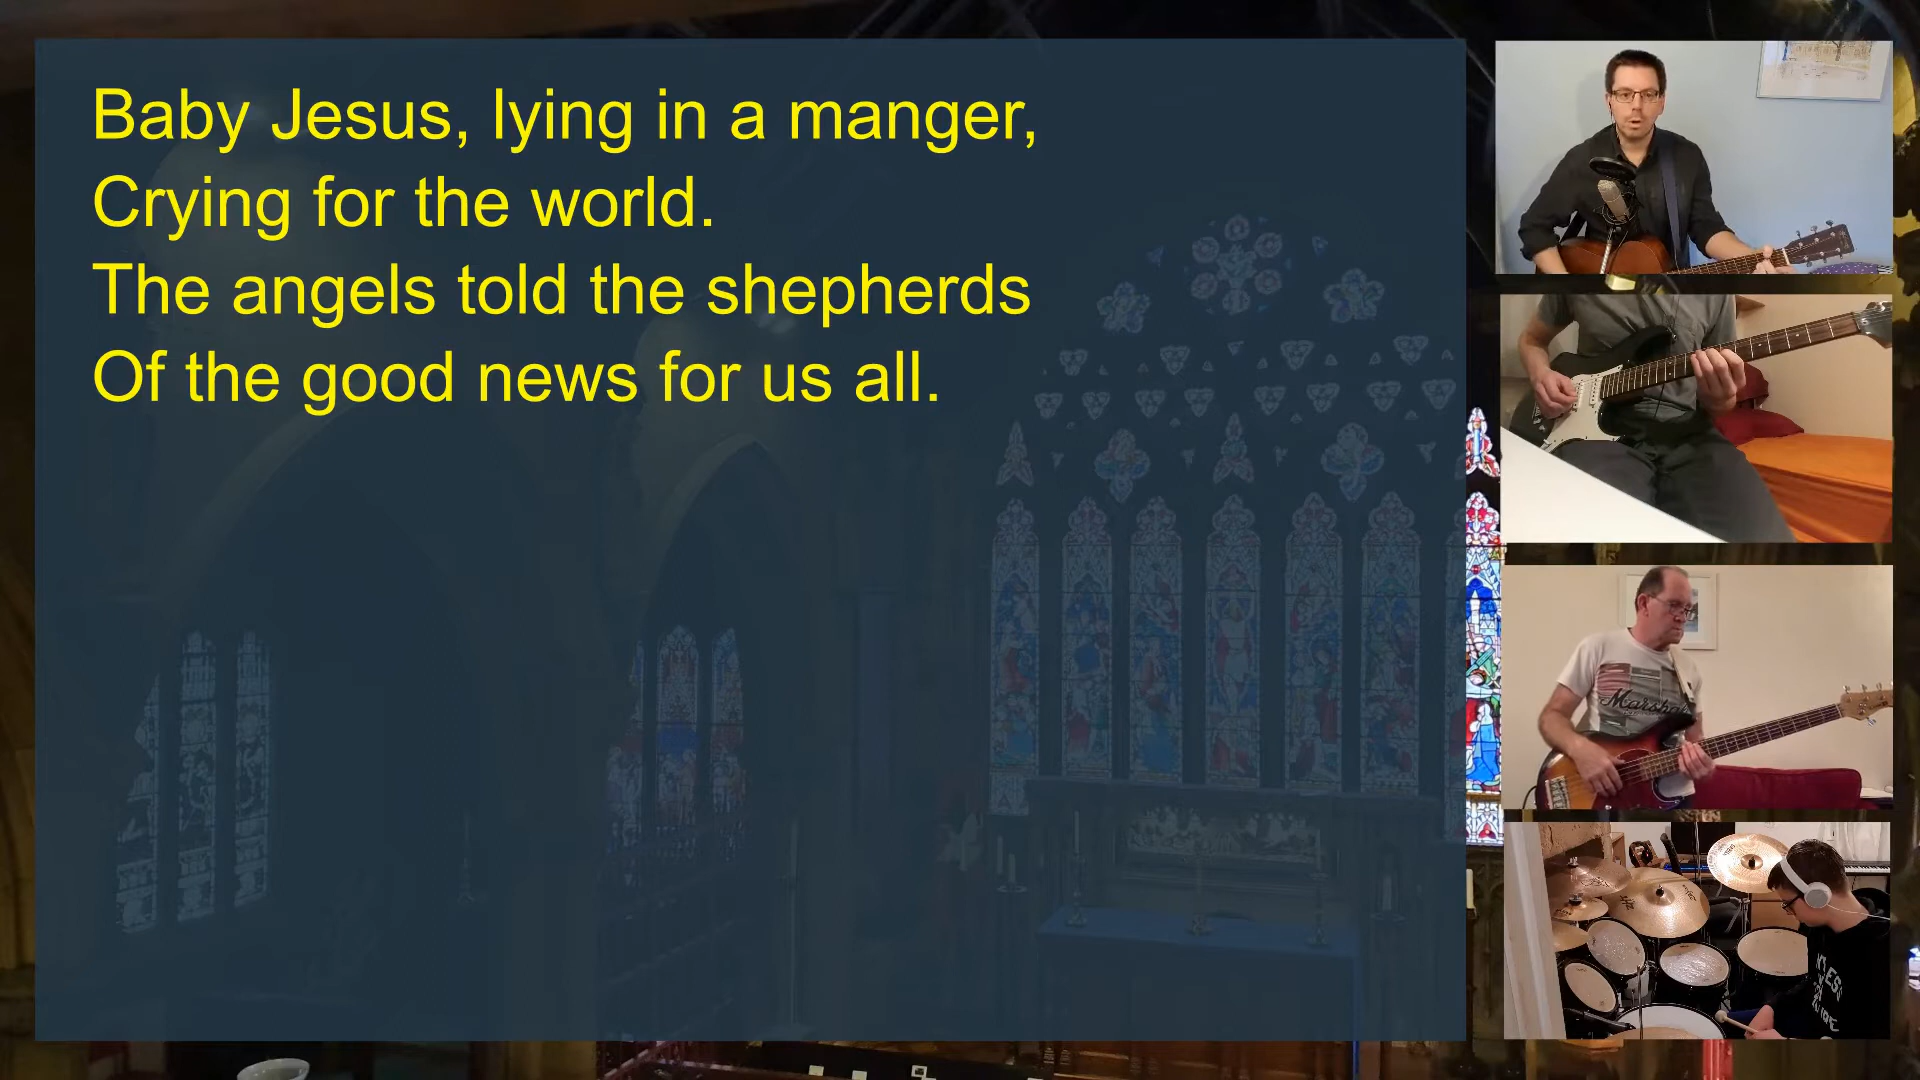 Baby Jesus, lying in a manger,
Crying for the world.
The angels told the shepherds
Of the good news for us all.
Marshall